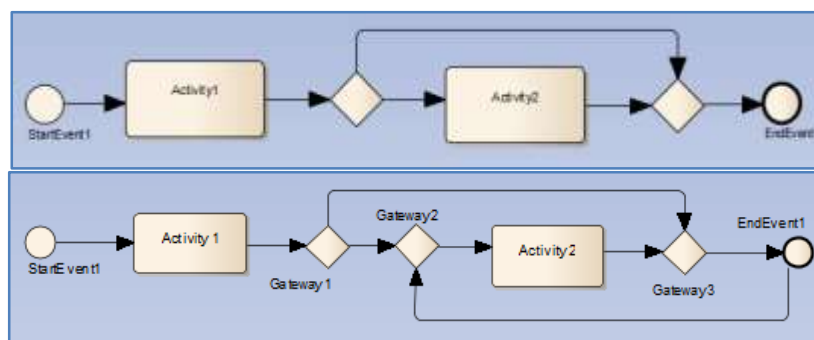 Activity1
Activity2
StartEvent1
EndEvent
Gateway2
EndEvent1
Activity 1
Activity2
StartEvent1
Gateway1
Gateway3